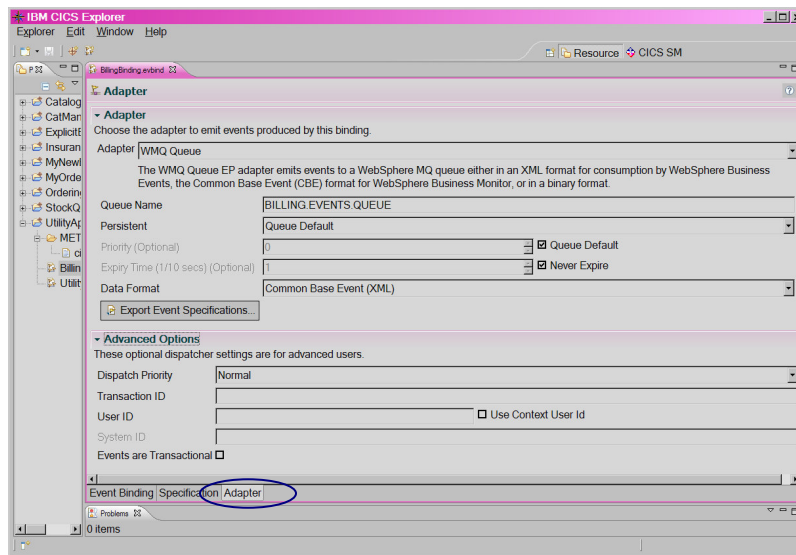 IBM CICS Explorer
Explorer Edit Window Help
Resource CICS SM
P
BillingBinding.evbind
Adapter
Catalog
CatMan
ExplicitE
Insuran
MyNewI
MyOrde
Ordering
StockQ
UtilityAp
MET
ci
Billin
Utilit
Adapter
Choose the adapter to emit events produced by this binding.
Adapter WMQ Queue
The WMQ Queue EP adapter emits events to a WebSphere MQ queue either in an XML format for consumption by WebSphere Business
Events, the Common Base Event (CBE) format for WebSphere Business Monitor, or in a binary format.
Queue Name BILLING.EVENTS.QUEUE
Persistent Queue Default
Priority (Optional) 0 Queue Default
Expiry Time (1/10 secs) (Optional) 1 Never Expire
Data Format Common Base Event (XML)
Export Event Specifications...
Advanced Options
These optional dispatcher settings are for advanced users.
Dispatch Priority Normal
Transaction ID
User ID Use Context User Id
System ID
Events are Transactional
Event Binding Specification Adapter
Problems
0 items